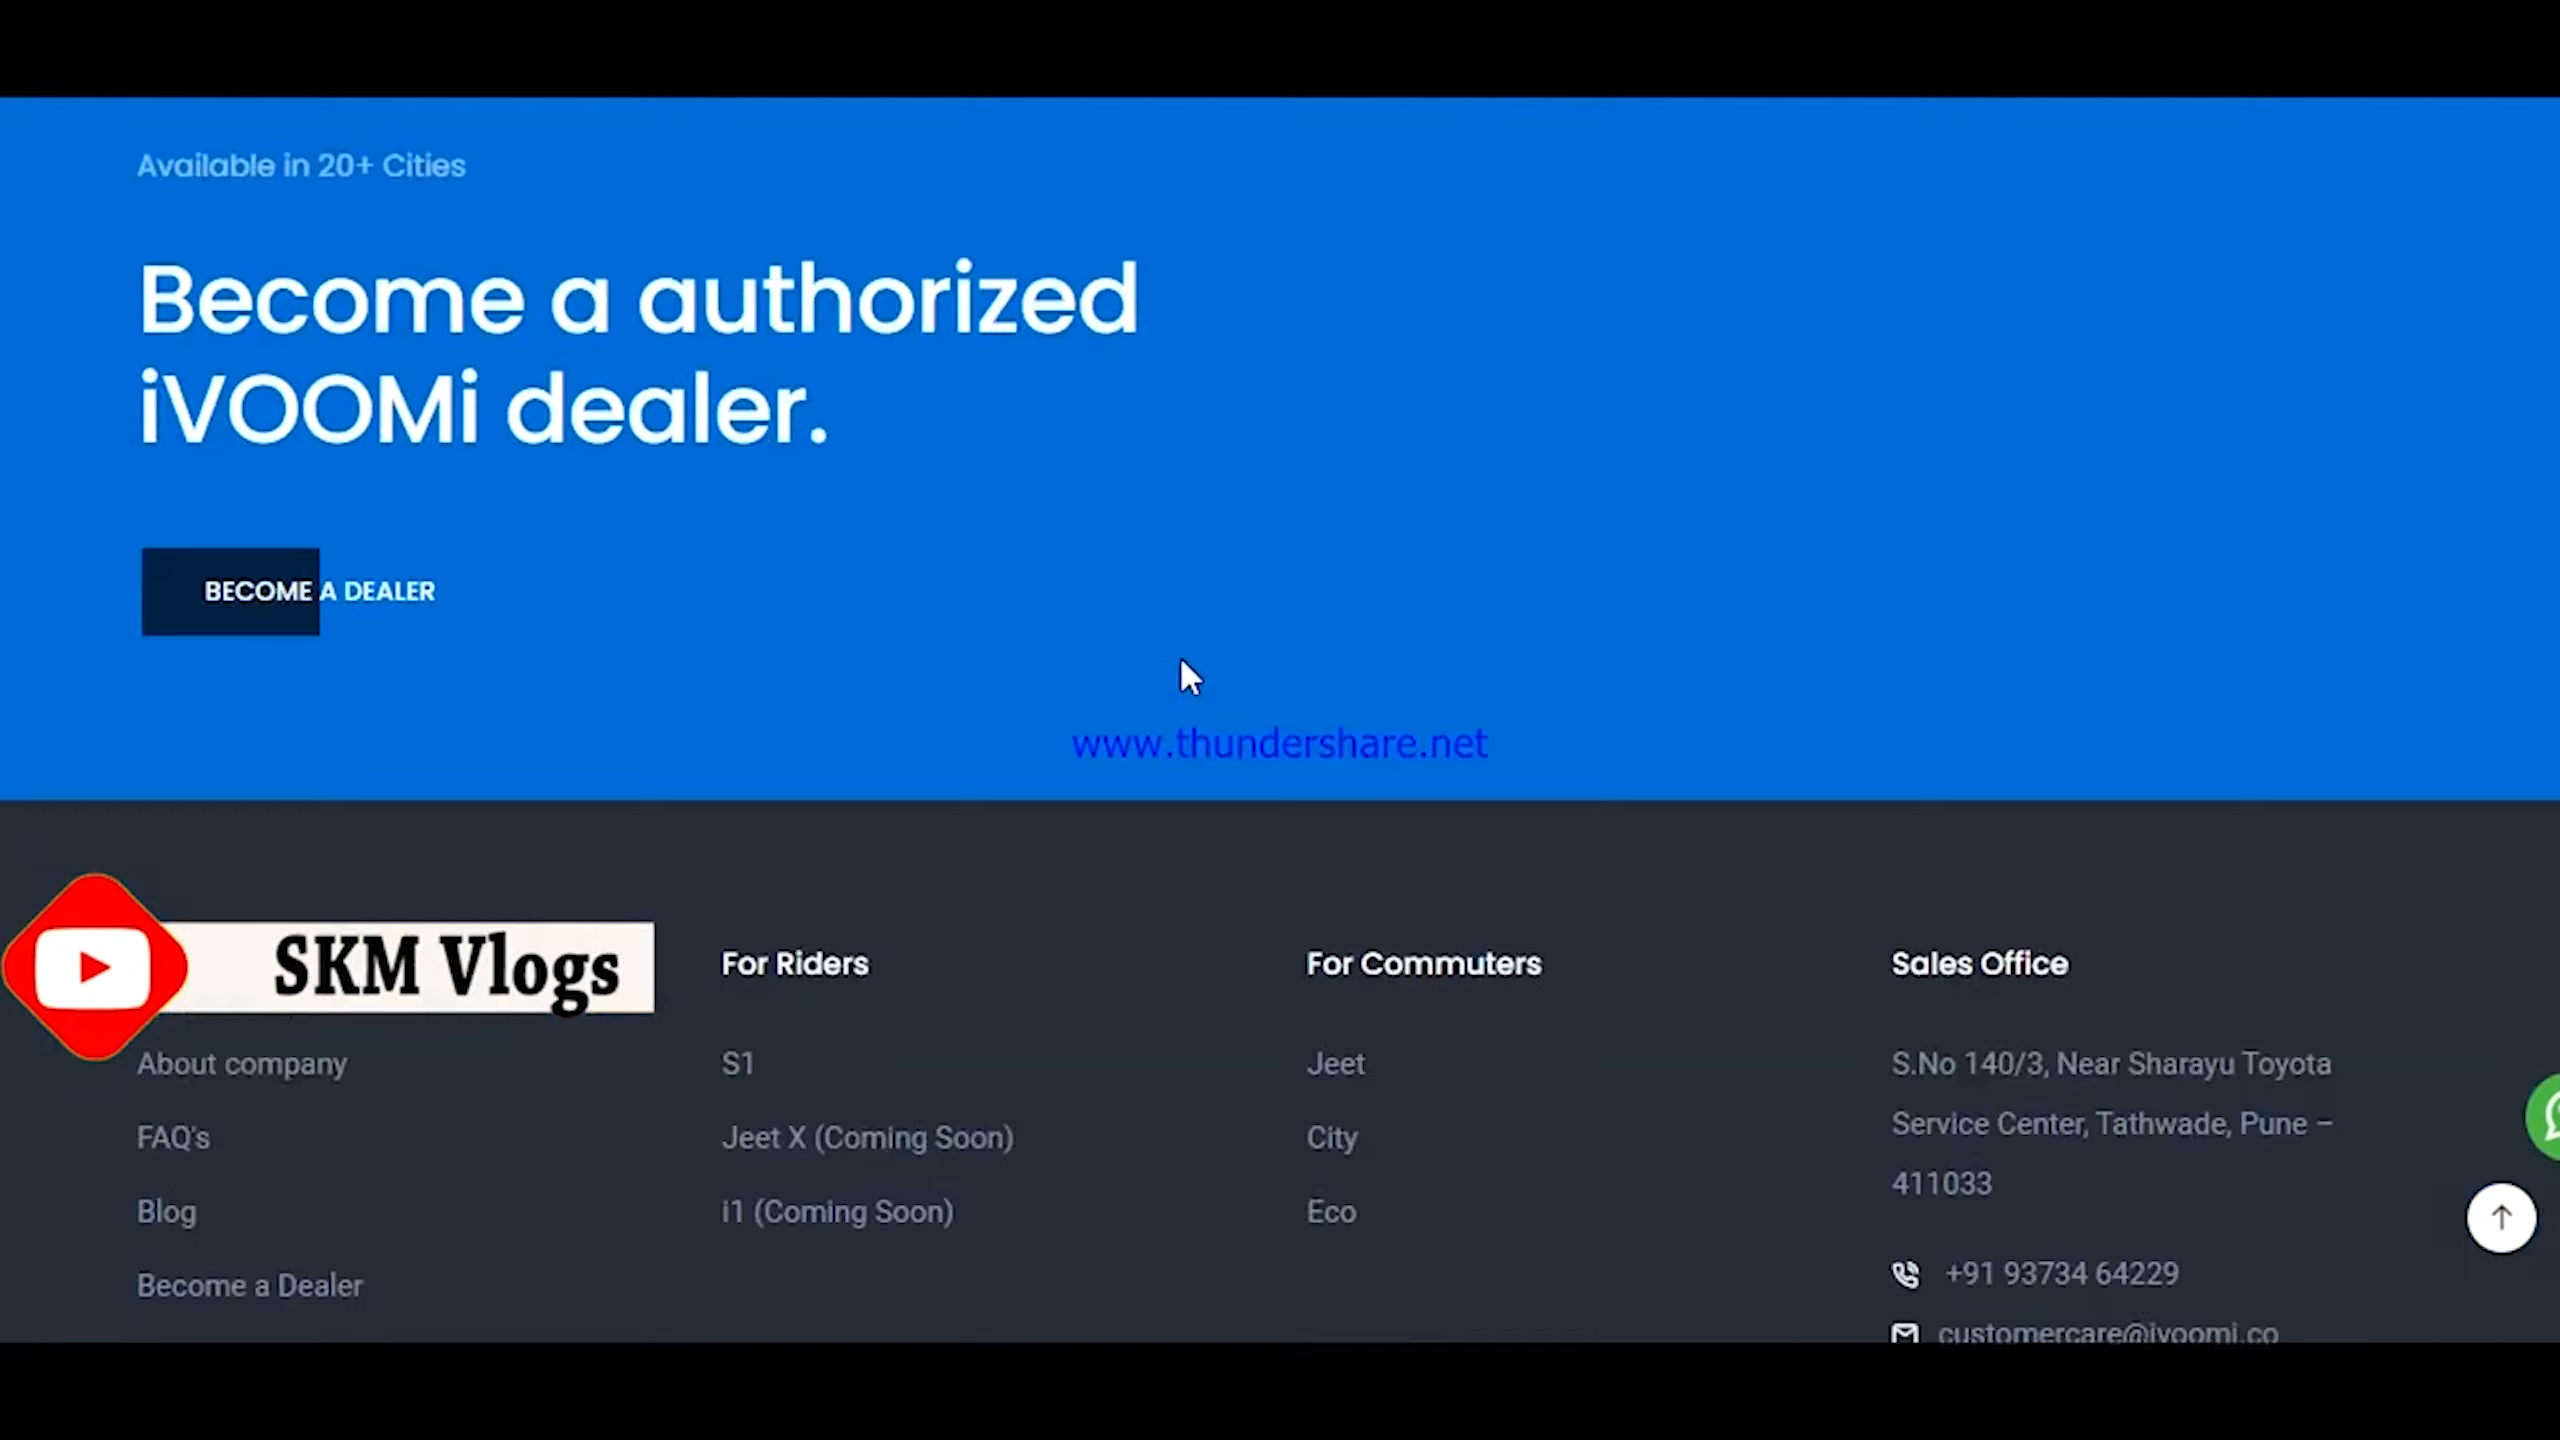 Available in 20+ Cities
Become a authorized
iVOOMi dealer.
BECOME A DEALER
www.thundershare.net
SKM Vlogs
About company
FAQ's
Blog
Become a Dealer
For Riders
S1
Jeet X (Coming Soon)
i1 (Coming Soon)
For Commuters
Jeet
City
Eco
Sales Office
S.No 140/3, Near Sharayu Toyota
Service Center, Tathwade, Pune –
411033
+91 93734 64229
customercare@ivoomi.co